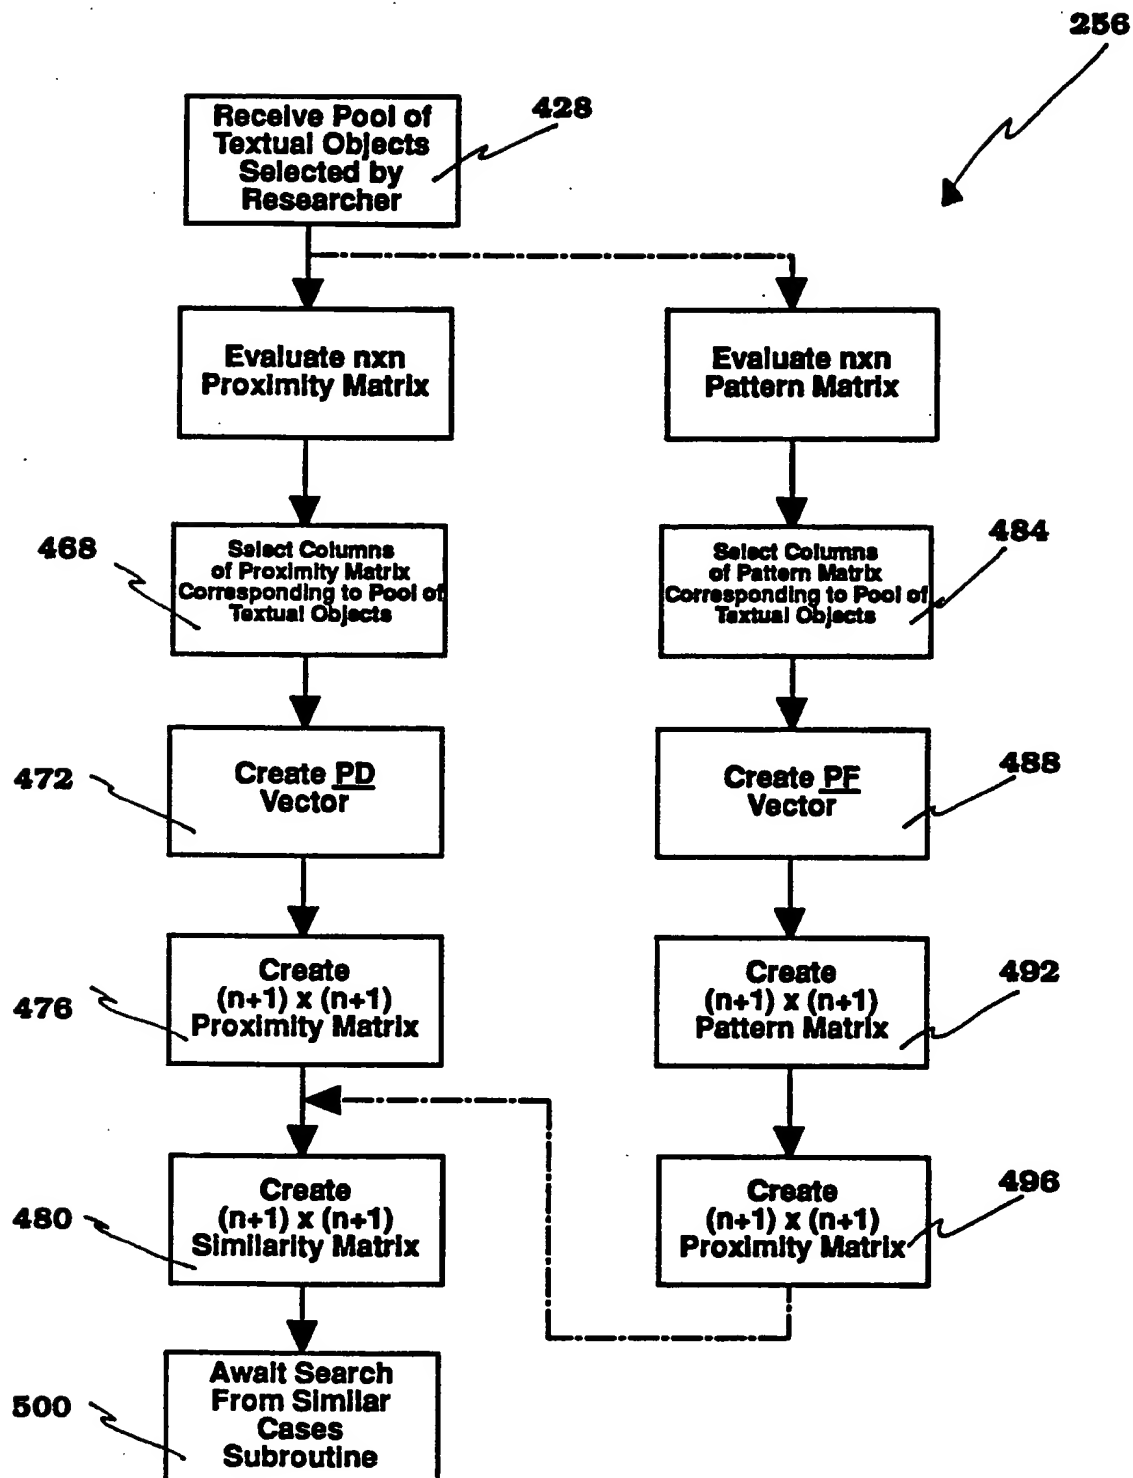 256
Receive Pool of
Textual Objects
Selected by
Researcher
428
Evaluate nxn
Proximity Matrix
Evaluate nxn
Pattern Matrix
468
Select Columns
of Proximity Matrix
Corresponding to Pool of
Textual Objects
Select Columns
of Pattern Matrix
Corresponding to Pool of
Textual Objects
484
472
Create PD
Vector
Create PF
Vector
488
476
Create
(n+1) x (n+1)
Proximity Matrix
Create
(n+1) x (n+1)
Pattern Matrix
492
480
Create
(n+1) x (n+1)
Similarity Matrix
Create
(n+1) x (n+1)
Proximity Matrix
496
500
Await Search
From Similar
Cases
Subroutine